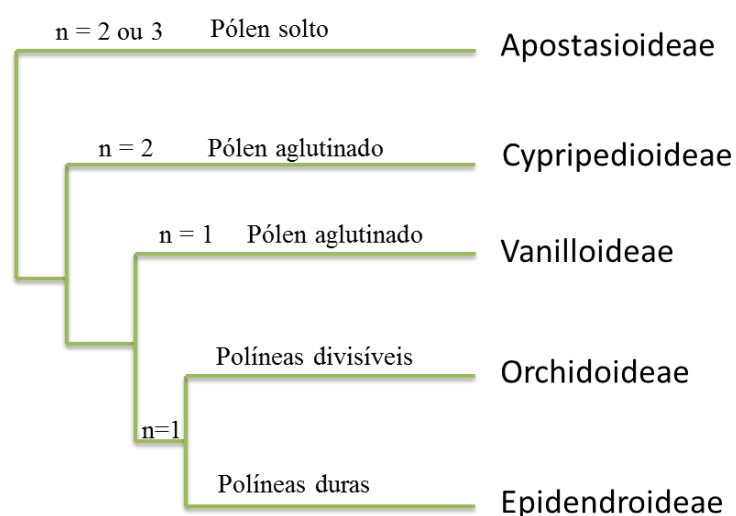 n = 2 ou 3 Pólen solto Apostasioideae
n = 2 Pólen aglutinado Cypripedioideae
n = 1 Pólen aglutinado Vanilloideae
Políneas divisíveis Orchidoideae
n=1
Políneas duras Epidendroideae